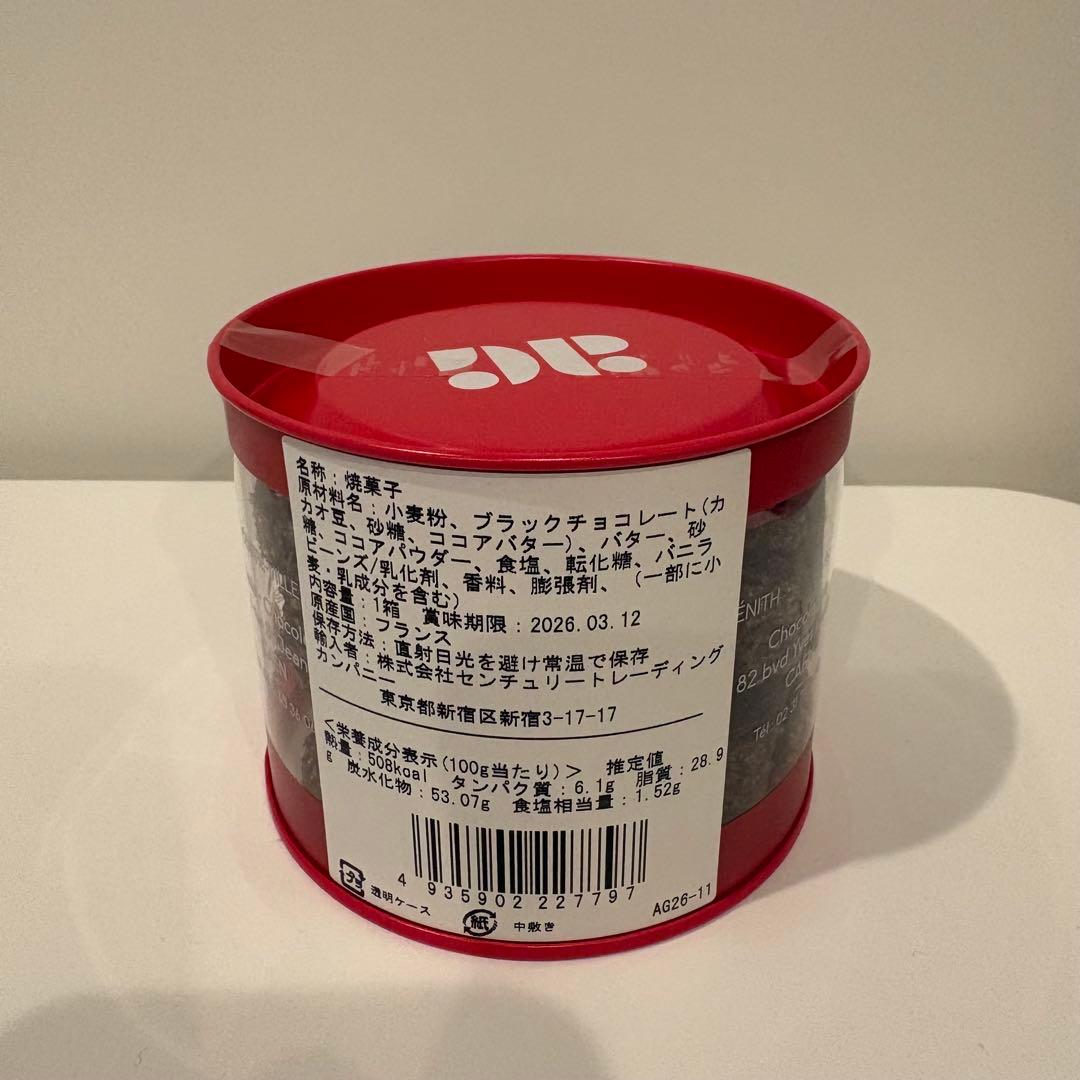 名称：焼菓子
原材料名：小麦粉、ブラックチョコレート(カ
カオ豆、砂糖、ココアバター)、バター、砂
糖、ココアパウダー、食塩、転化糖、バニラ
ビーンズ/乳化剤、香料、膨張剤、（一部に小
麦・乳成分を含む)
内容量：1箱 賞味期限：2026.03.12
原産国：フランス
保存方法：直射日光を避け常温で保存
輸入者：株式会社センチュリートレーディング
カンパニー
東京都新宿区新宿3-17-17
<栄養成分表示(100g当たり)> 推定値
熱量：508kcal タンパク質：6.1g 脂質：28.9
g 炭水化物：53.07g 食塩相当量：1.52g
4 935902 227797
プラ 透明ケース
紙 中敷き
AG26-11
ÉNITH
82 bvd
Tél : 02-31